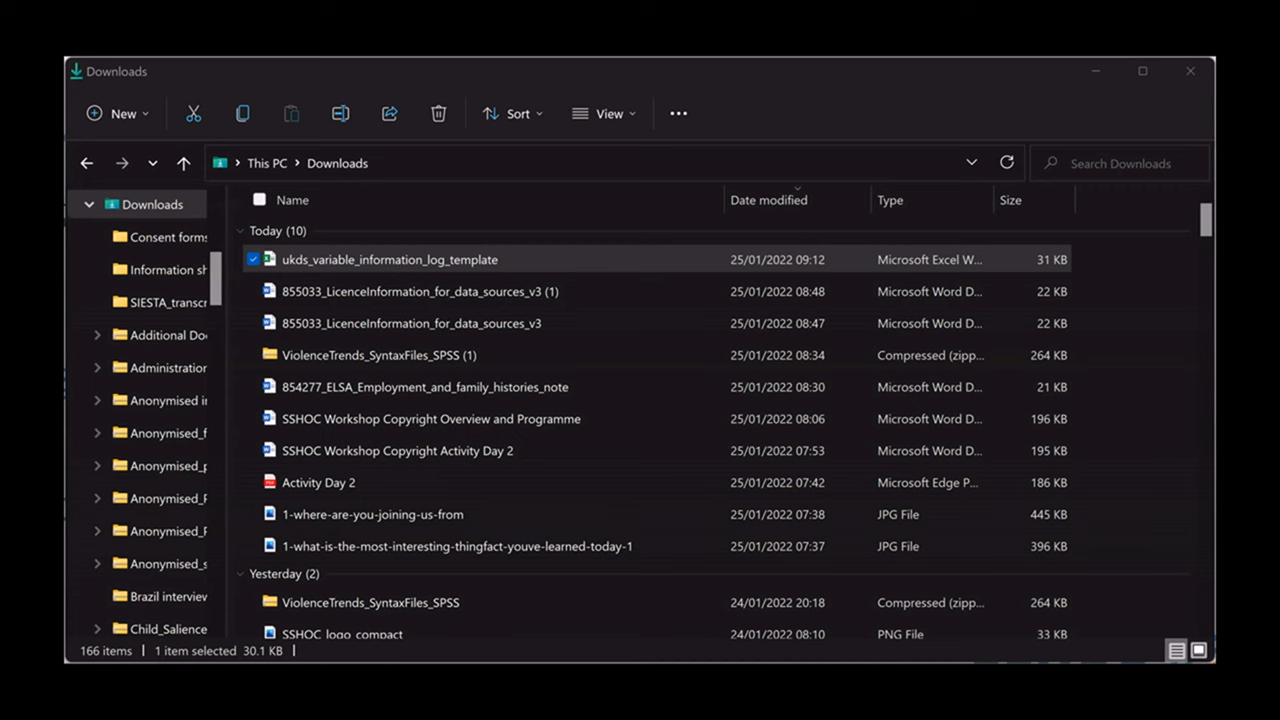 Downloads
New Sort View
This PC Downloads Search Downloads
Downloads
Consent forms
Information sh
SIESTA_transcr
Additional Do
Administration
Anonymised in
Anonymised_f
Anonymised_p
Anonymised_F
Anonymised_F
Anonymised_s
Brazil interview
Child_Salience
Name Date modified Type Size
Today (10)
ukds_variable_information_log_template 25/01/2022 09:12 Microsoft Excel W... 31 KB
855033_LicenceInformation_for_data_sources_v3 (1) 25/01/2022 08:48 Microsoft Word D... 22 KB
855033_LicenceInformation_for_data_sources_v3 25/01/2022 08:47 Microsoft Word D... 22 KB
ViolenceTrends_SyntaxFiles_SPSS (1) 25/01/2022 08:34 Compressed (zipp... 264 KB
854277_ELSA_Employment_and_family_histories_note 25/01/2022 08:30 Microsoft Word D... 21 KB
SSHOC Workshop Copyright Overview and Programme 25/01/2022 08:06 Microsoft Word D... 196 KB
SSHOC Workshop Copyright Activity Day 2 25/01/2022 07:53 Microsoft Word D... 195 KB
Activity Day 2 25/01/2022 07:42 Microsoft Edge P... 186 KB
1-where-are-you-joining-us-from 25/01/2022 07:38 JPG File 445 KB
1-what-is-the-most-interesting-thingfact-youve-learned-today-1 25/01/2022 07:37 JPG File 396 KB
Yesterday (2)
ViolenceTrends_SyntaxFiles_SPSS 24/01/2022 20:18 Compressed (zipp... 264 KB
SSHOC_logo_compact 24/01/2022 08:10 PNG File 33 KB
166 items 1 item selected 30.1 KB